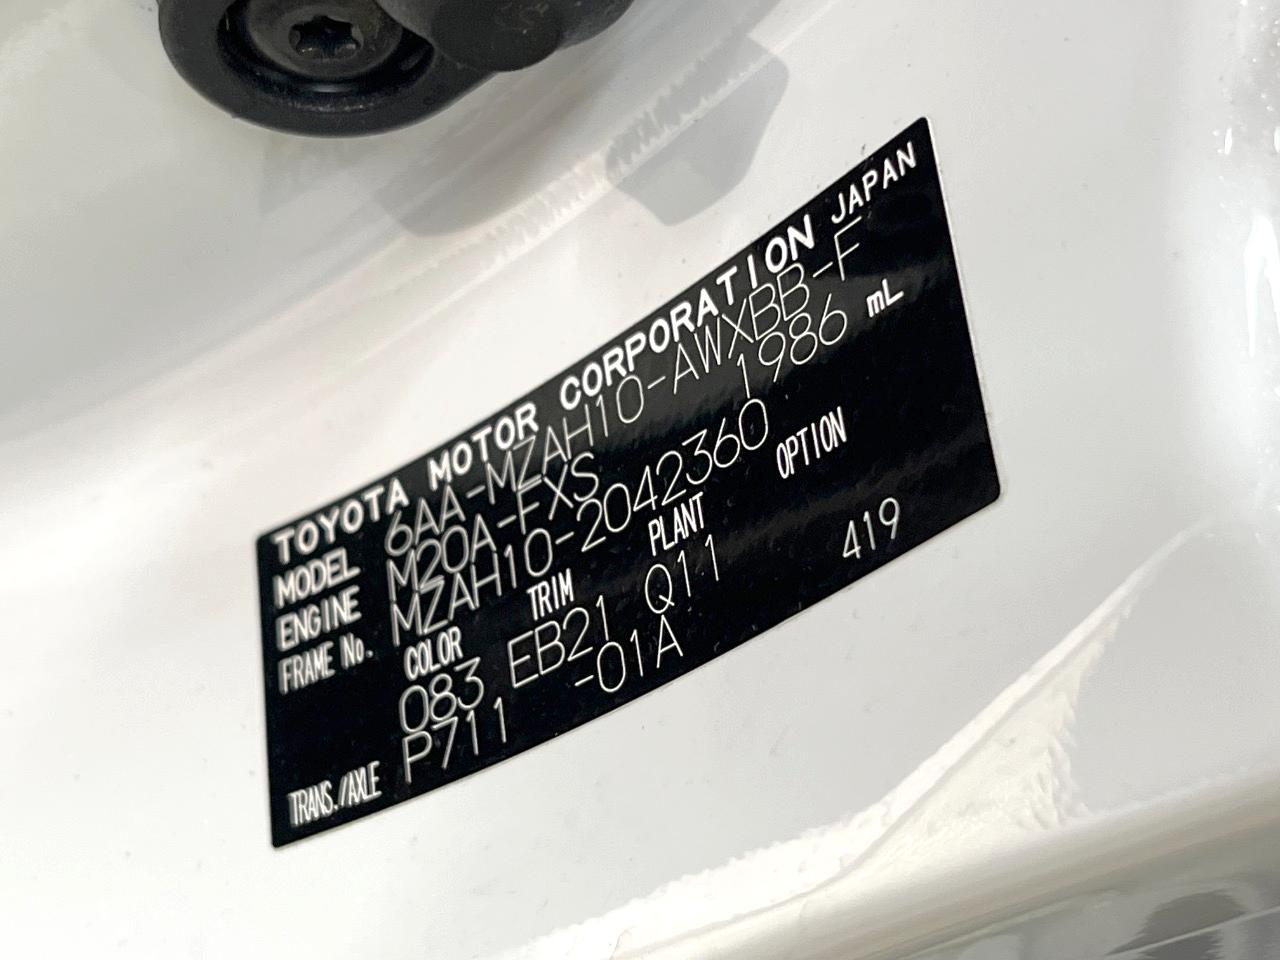 TOYOTA MOTOR CORPORATION JAPAN
MODEL 6AA-MZAH10-AWXBB-F
ENGINE M20A-FXS 1986 mL
FRAME No. MZAH10-2042360
COLOR TRIM PLANT OPTION
083 EB21 Q11 419
TRANS./AXLE P711 -01A